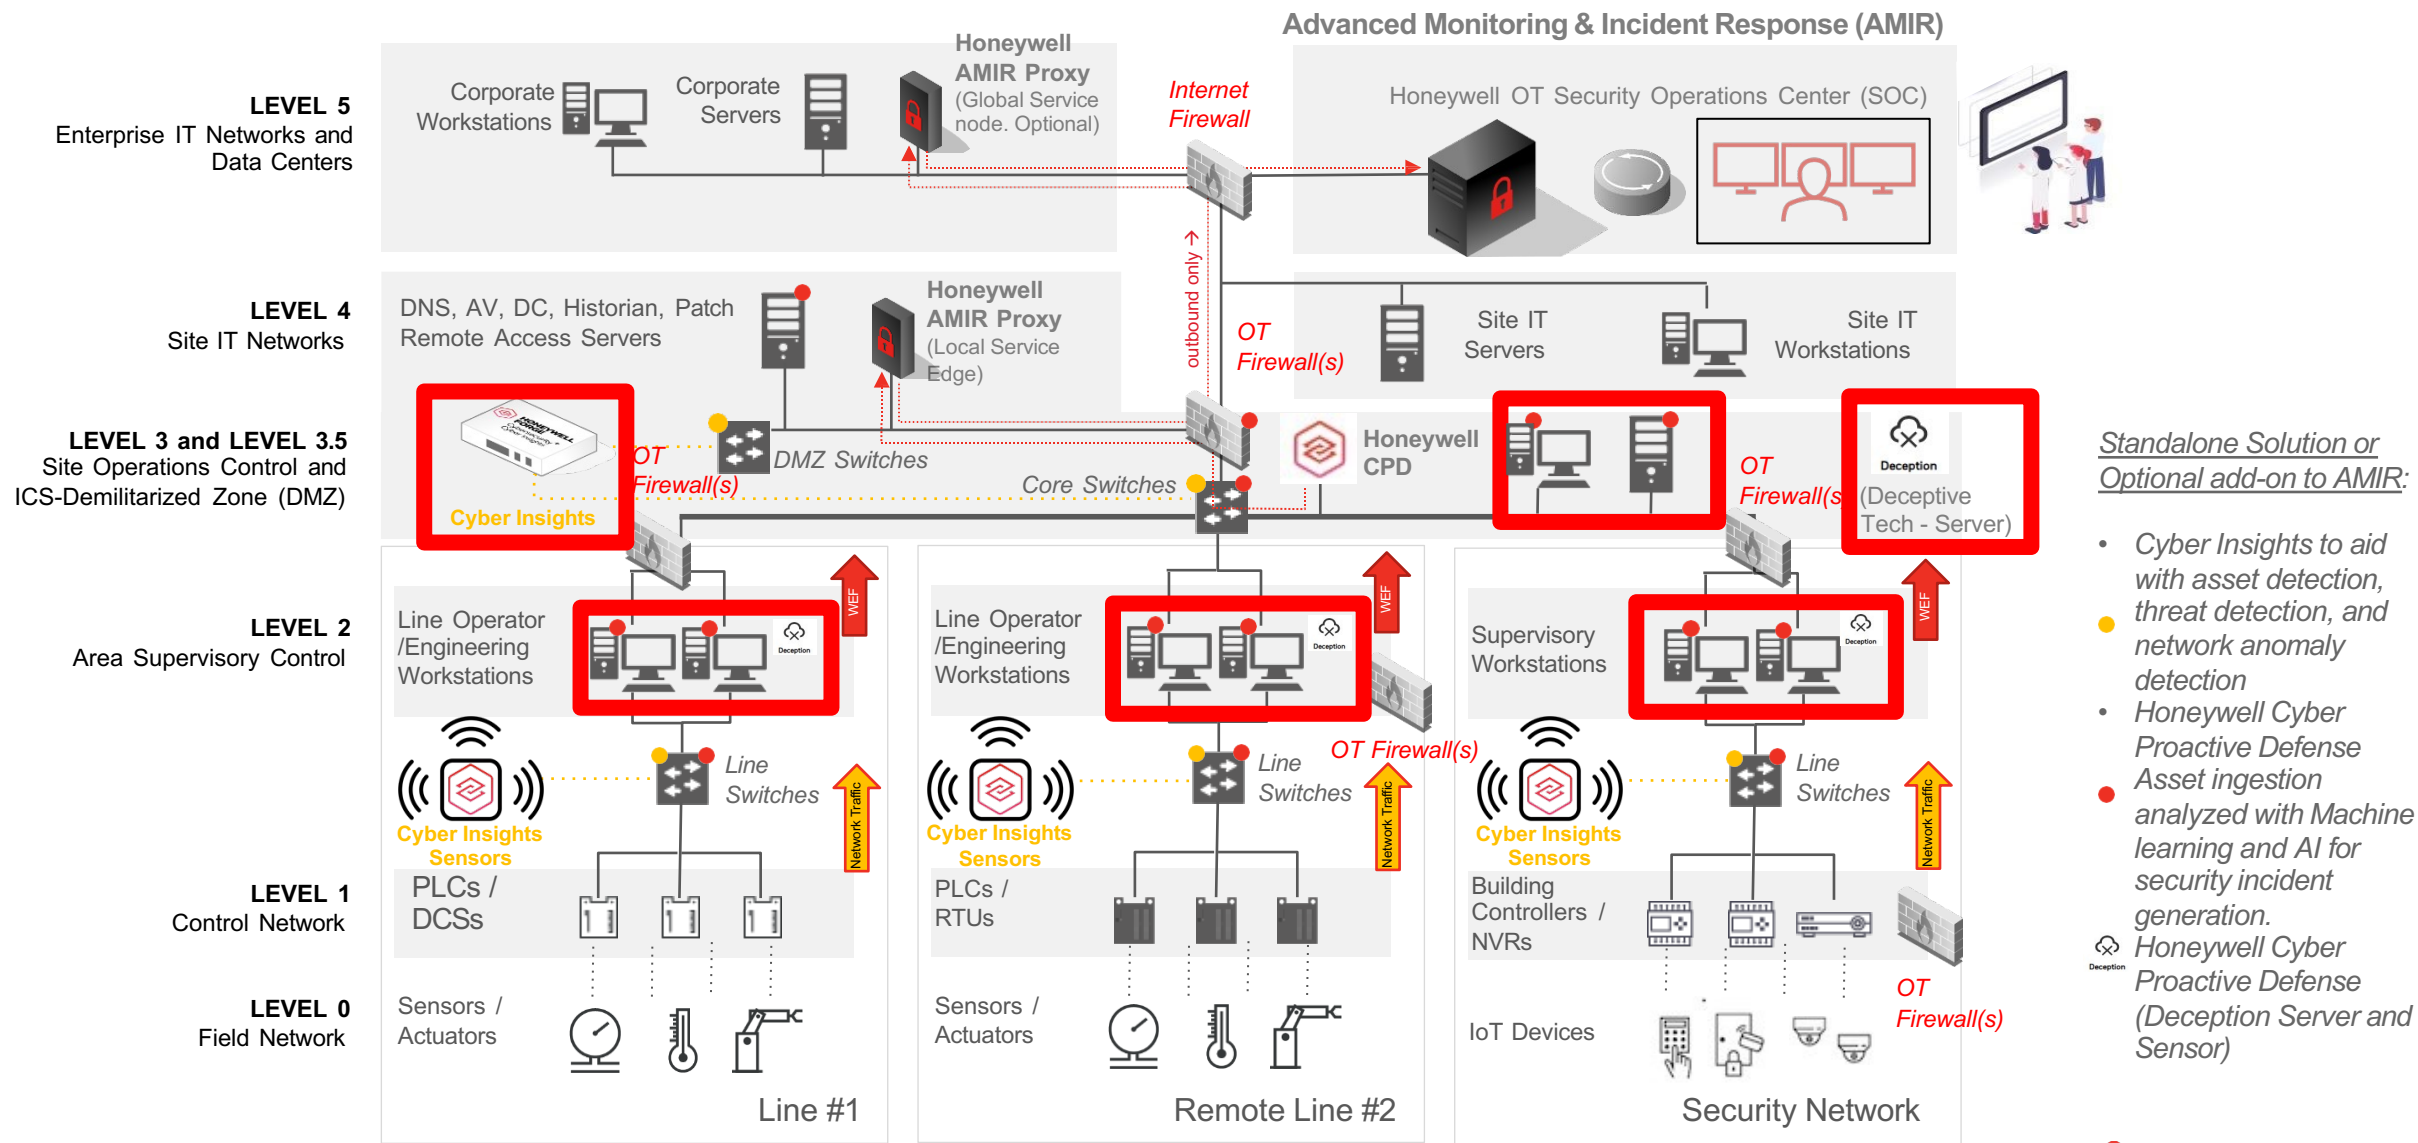 Advanced Monitoring & Incident Response (AMIR)
LEVEL 5
Enterprise IT Networks and
Data Centers
Corporate
Workstations
Corporate
Servers
Honeywell
AMIR Proxy
(Global Service
node. Optional)
Internet
Firewall
Honeywell OT Security Operations Center (SOC)
outbound only →
LEVEL 4
Site IT Networks
DNS, AV, DC, Historian, Patch
Remote Access Servers
Honeywell
AMIR Proxy
(Local Service
Edge)
OT
Firewall(s)
Site IT
Servers
Site IT
Workstations
LEVEL 3 and LEVEL 3.5
Site Operations Control and
ICS-Demilitarized Zone (DMZ)
HONEYWELL
FORGE
Cybersecurity +
Cyber Insights
Cyber Insights
OT
Firewall(s)
DMZ Switches
Core Switches
Honeywell
CPD
OT
Firewall(s)
Deception
(Deceptive
Tech - Server)
LEVEL 2
Area Supervisory Control
Line Operator
/Engineering
Workstations
Deception
WEF
Line Operator
/Engineering
Workstations
Deception
WEF
Supervisory
Workstations
Deception
WEF
Cyber Insights
Sensors
Line
Switches
Network Traffic
Cyber Insights
Sensors
Line
Switches
OT Firewall(s)
Network Traffic
Cyber Insights
Sensors
Line
Switches
Network Traffic
LEVEL 1
Control Network
PLCs /
DCSs
PLCs /
RTUs
Building
Controllers /
NVRs
OT
Firewall(s)
LEVEL 0
Field Network
Sensors /
Actuators
Sensors /
Actuators
IoT Devices
Line #1
Remote Line #2
Security Network
Standalone Solution or
Optional add-on to AMIR:
• Cyber Insights to aid
with asset detection,
threat detection, and
network anomaly
detection
• Honeywell Cyber
Proactive Defense
Asset ingestion
analyzed with Machine
learning and AI for
security incident
generation.
Deception
Honeywell Cyber
Proactive Defense
(Deception Server and
Sensor)